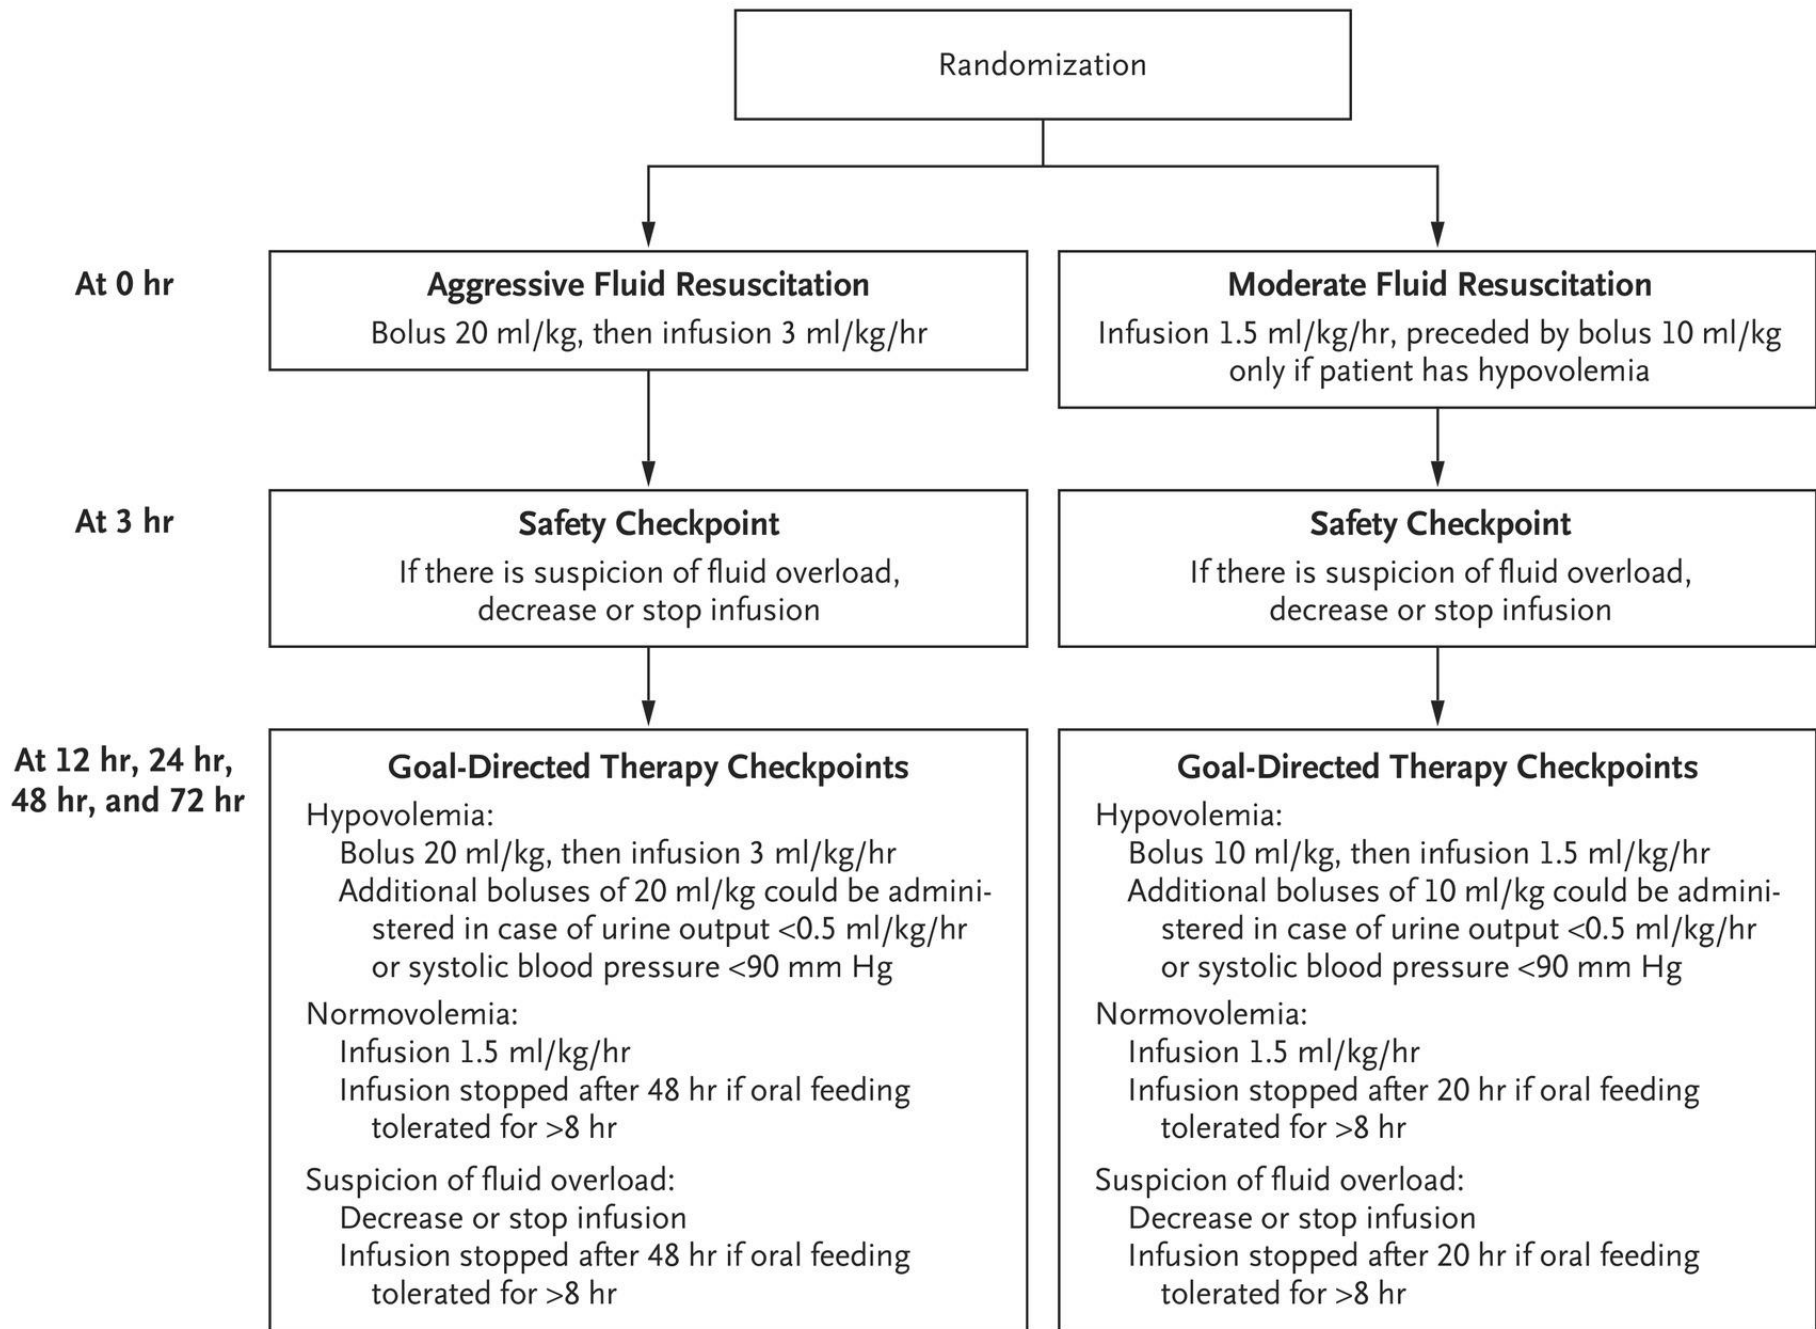 Randomization
At 0 hr
Aggressive Fluid Resuscitation
Bolus 20 ml/kg, then infusion 3 ml/kg/hr
Moderate Fluid Resuscitation
Infusion 1.5 ml/kg/hr, preceded by bolus 10 ml/kg
only if patient has hypovolemia
At 3 hr
Safety Checkpoint
If there is suspicion of fluid overload,
decrease or stop infusion
Safety Checkpoint
If there is suspicion of fluid overload,
decrease or stop infusion
At 12 hr, 24 hr,
48 hr, and 72 hr
Goal-Directed Therapy Checkpoints
Hypovolemia:
Bolus 20 ml/kg, then infusion 3 ml/kg/hr
Additional boluses of 20 ml/kg could be admini-
stered in case of urine output <0.5 ml/kg/hr
or systolic blood pressure <90 mm Hg
Normovolemia:
Infusion 1.5 ml/kg/hr
Infusion stopped after 48 hr if oral feeding
tolerated for >8 hr
Suspicion of fluid overload:
Decrease or stop infusion
Infusion stopped after 48 hr if oral feeding
tolerated for >8 hr
Goal-Directed Therapy Checkpoints
Hypovolemia:
Bolus 10 ml/kg, then infusion 1.5 ml/kg/hr
Additional boluses of 10 ml/kg could be admini-
stered in case of urine output <0.5 ml/kg/hr
or systolic blood pressure <90 mm Hg
Normovolemia:
Infusion 1.5 ml/kg/hr
Infusion stopped after 20 hr if oral feeding
tolerated for >8 hr
Suspicion of fluid overload:
Decrease or stop infusion
Infusion stopped after 20 hr if oral feeding
tolerated for >8 hr